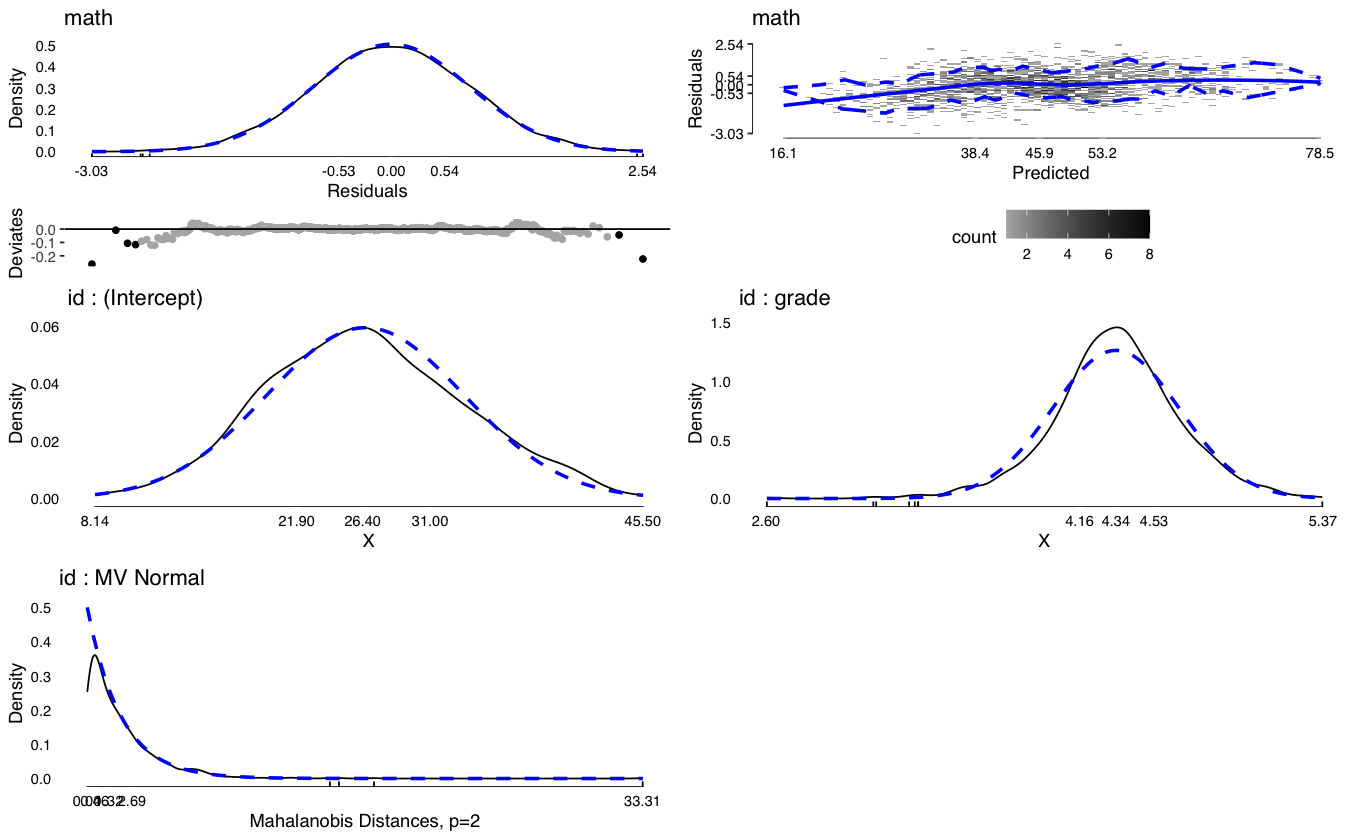 math
Density
0.5
0.4
0.3
0.2
0.1
0.0
-3.03 -0.53 0.00 0.54 2.54
Residuals
Deviates
0.0
-0.1
-0.2
math
Residuals
2.54
0.54
0.00
-0.53
-3.03
16.1 38.4 45.9 53.2 78.5
Predicted
count
2 4 6 8
id : (Intercept)
Density
0.06
0.04
0.02
0.00
8.14 21.90 26.40 31.00 45.50
X
id : grade
Density
1.5
1.0
0.5
0.0
2.60 4.16 4.34 4.53 5.37
X
id : MV Normal
Density
0.5
0.4
0.3
0.2
0.1
0.0
2.69 33.31
Mahalanobis Distances, p=2